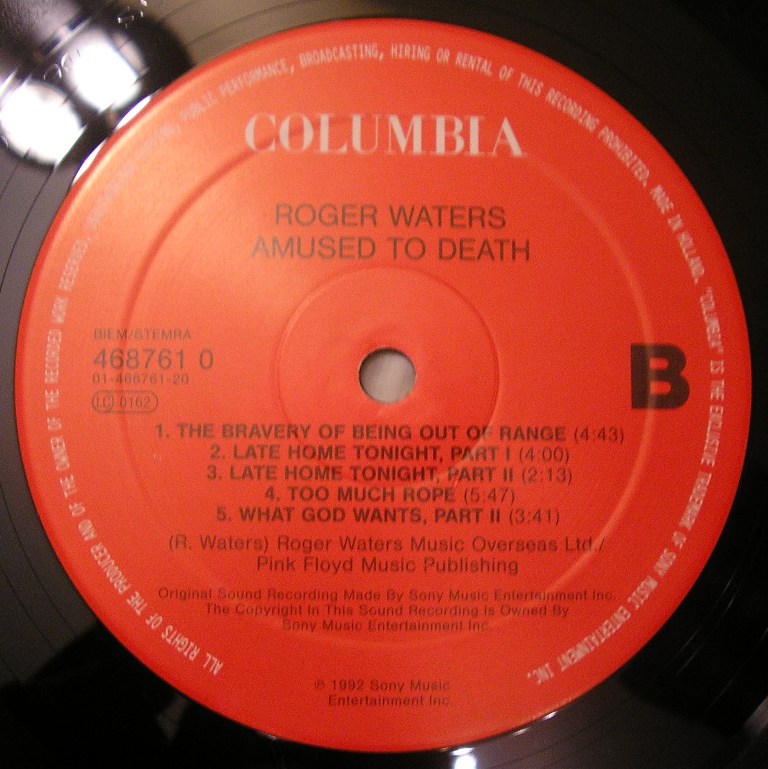 COLUMBIA
ROGER WATERS
AMUSED TO DEATH
BIEM/STEMRA
468761 0
01-468761-20
LC 0162
B
1. THE BRAVERY OF BEING OUT OF RANGE (4:43)
2. LATE HOME TONIGHT, PART I (4:00)
3. LATE HOME TONIGHT, PART II (2:13)
4. TOO MUCH ROPE (5:47)
5. WHAT GOD WANTS, PART II (3:41)
(R. Waters) Roger Waters Music Overseas Ltd./
Pink Floyd Music Publishing
Original Sound Recording Made By Sony Music Entertainment Inc.
The Copyright In This Sound Recording Is Owned By
Sony Music Entertainment Inc.
℗ 1992 Sony Music
Entertainment Inc.
ALL RIGHTS OF THE PRODUCER AND OF THE OWNER OF THE RECORDED WORK RESERVED. PUBLIC PERFORMANCE, BROADCASTING, HIRING OR RENTAL OF THIS RECORDING PROHIBITED. MADE IN HOLLAND. "COLUMBIA" IS THE EXCLUSIVE TRADEMARK OF SONY MUSIC ENTERTAINMENT INC.